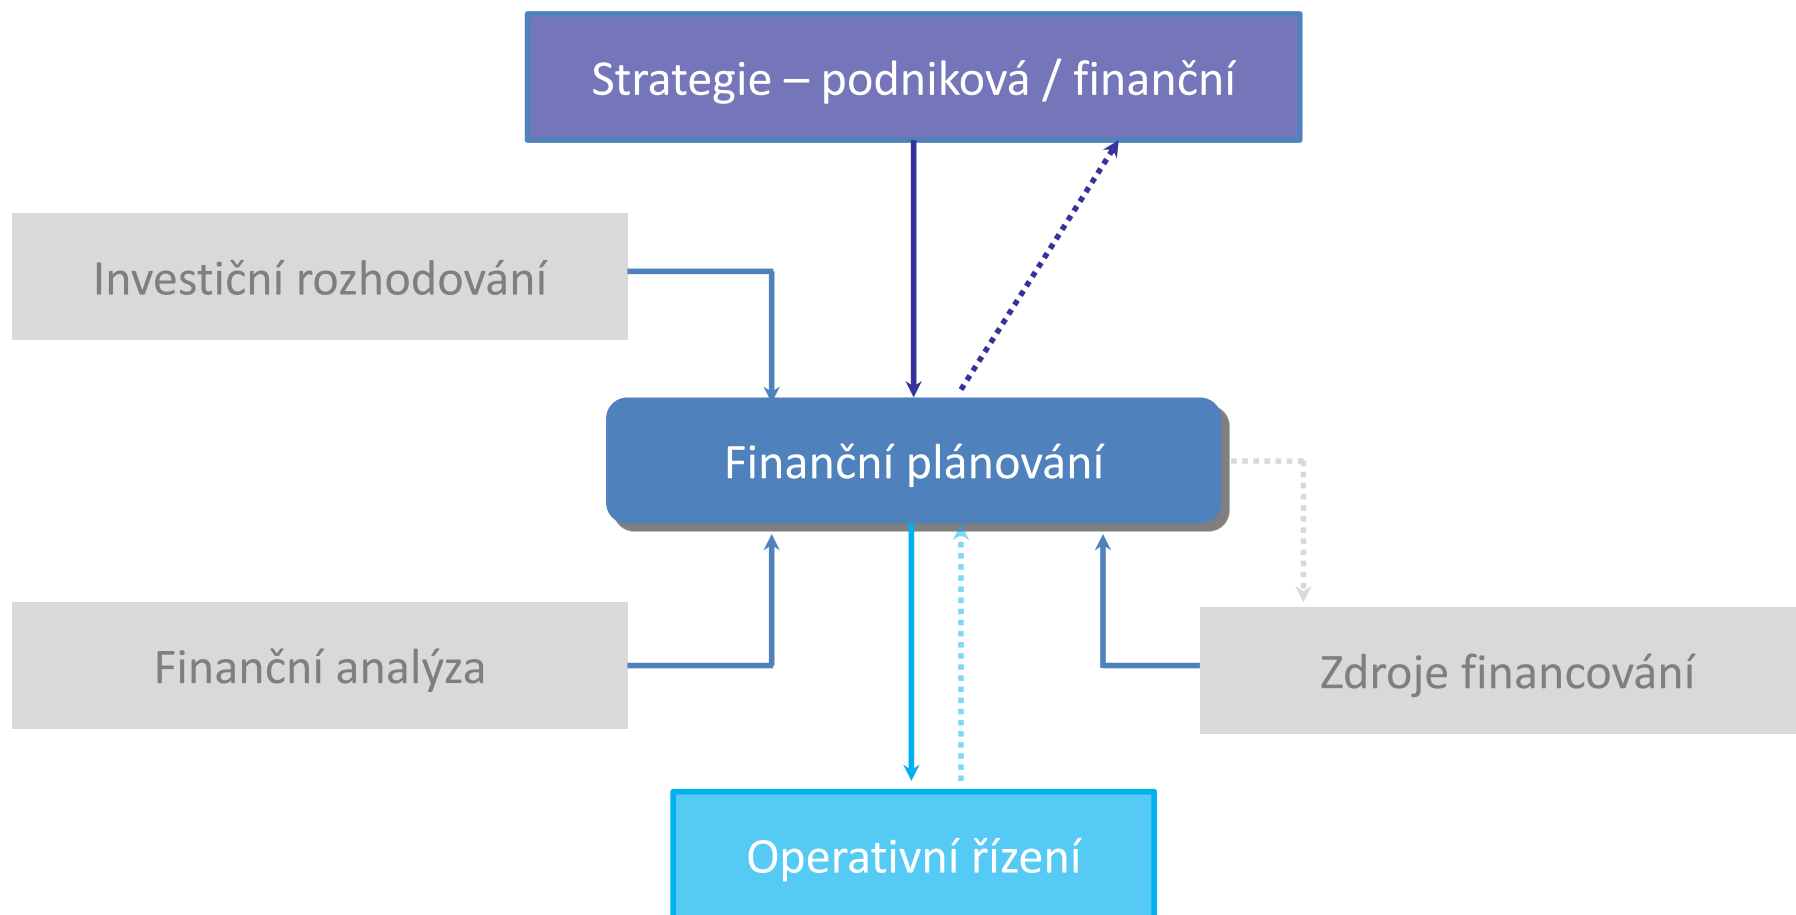 Strategie – podniková / finanční
Investiční rozhodování
Finanční plánování
Finanční analýza
Zdroje financování
Operativní řízení